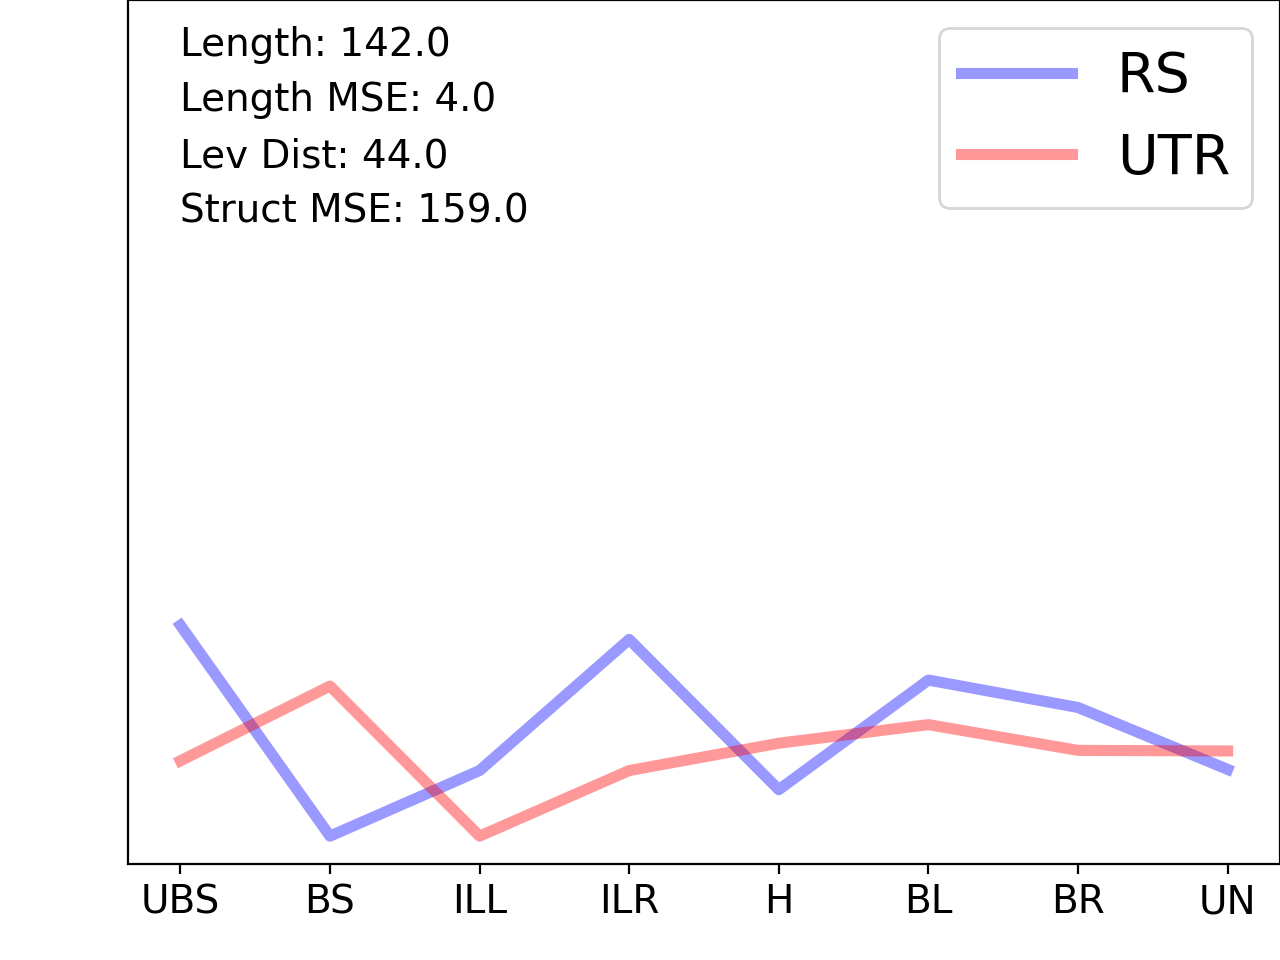 Length: 142.0
Length MSE: 4.0
Lev Dist: 44.0
Struct MSE: 159.0
RS
UTR
UBS BS ILL ILR H BL BR UN